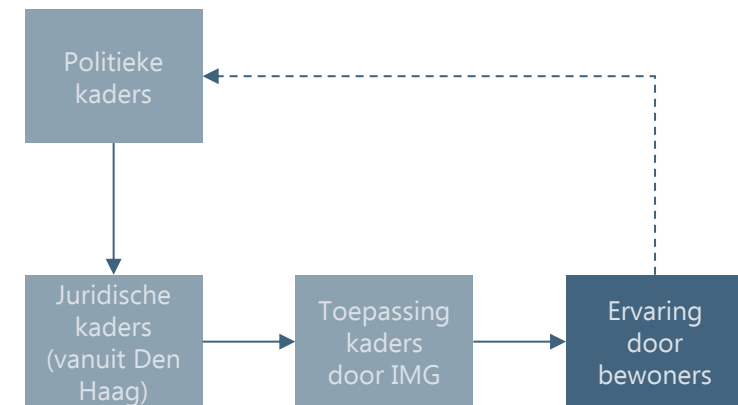 Politieke
kaders
Juridische
kaders
(vanuit Den
Haag)
Toepassing
kaders
door IMG
Ervaring
door
bewoners